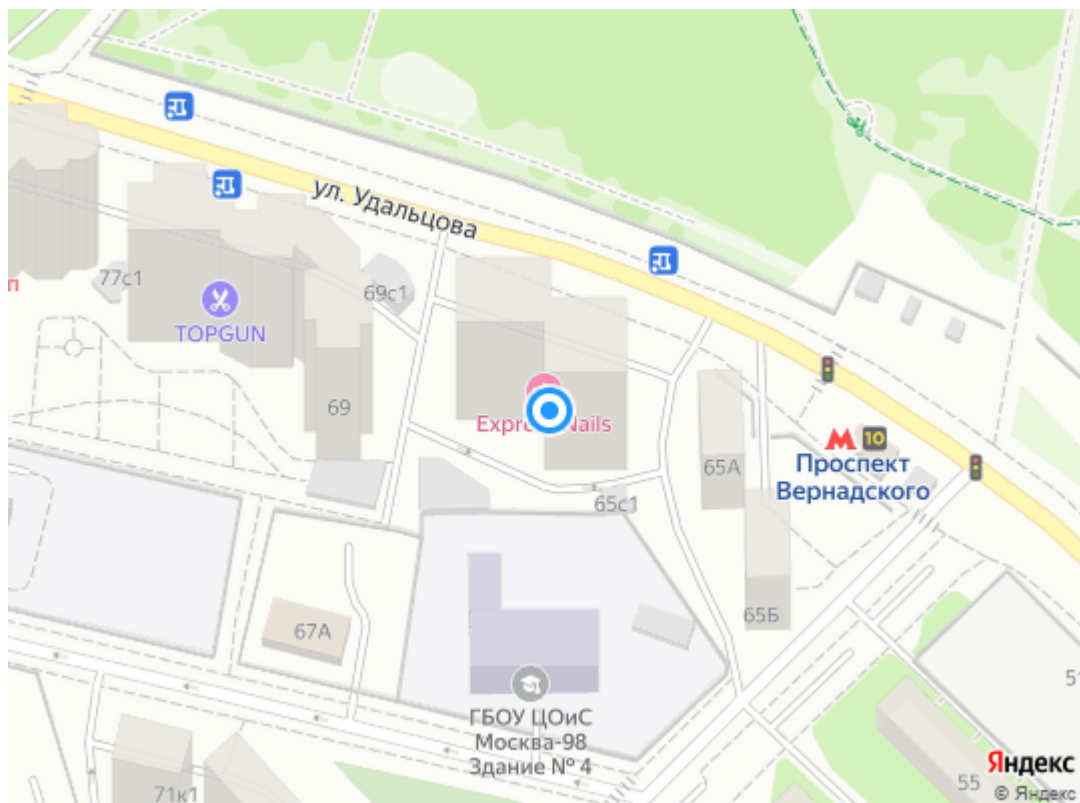 ул. Удальцова
77с1
69с1
п
TOPGUN
69
Nails
65А
10
Проспект
Вернадского
65с1
67А
65Б
ГБОУ ЦОиС
Москва-98
Здание № 4
71к1
55
Яндекс
© Яндекс